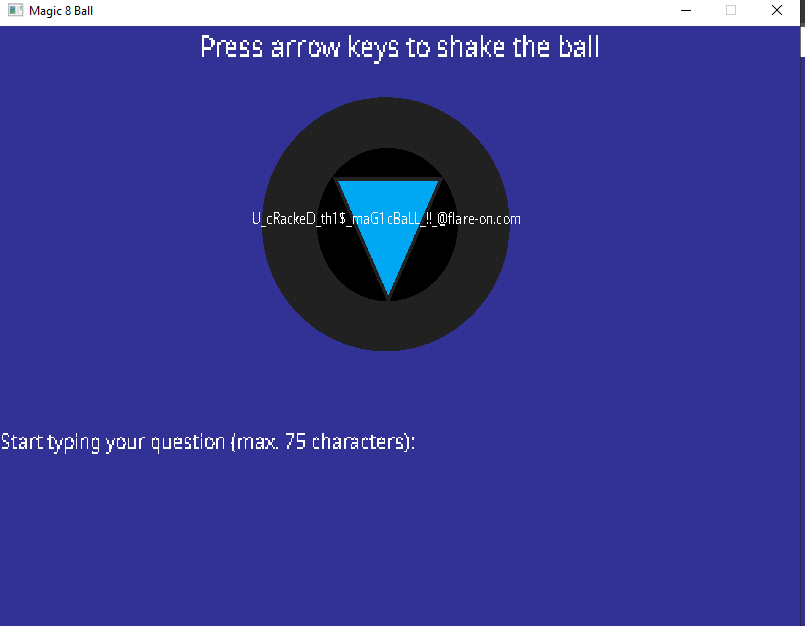 Magic 8 Ball
Press arrow keys to shake the ball
U_cRackeD_th1$_maG1cBaLL_!!_@flare-on.com
Start typing your question (max. 75 characters):